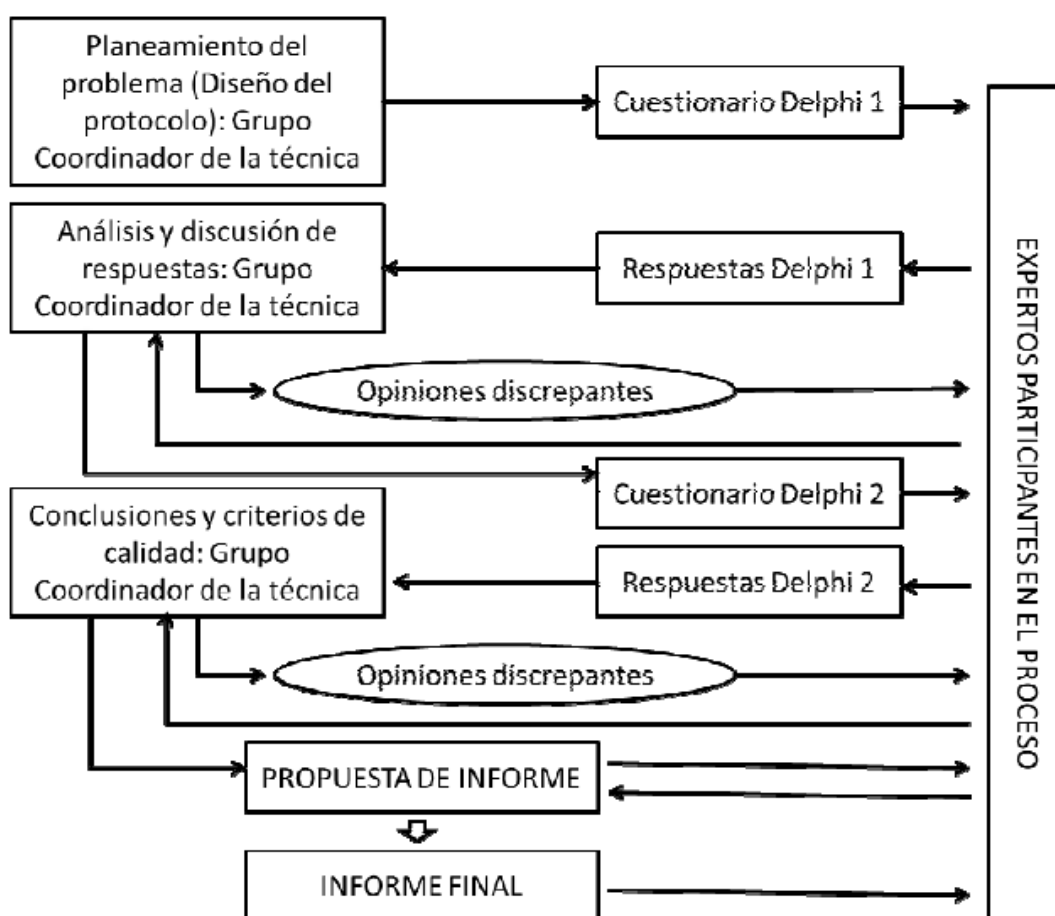 Planeamiento del
problema (Diseño del
protocolo): Grupo
Coordinador de la técnica
Cuestionario Delphi 1
Análisis y discusión de
respuestas: Grupo
Coordinador de la técnica
Respuestas Delphi 1
Opiniones discrepantes
Cuestionario Delphi 2
Conclusiones y criterios de
calidad: Grupo
Coordinador de la técnica
Respuestas Delphi 2
Opiniones discrepantes
PROPUESTA DE INFORME
INFORME FINAL
EXPERTOS PARTICIPANTES EN EL PROCESO